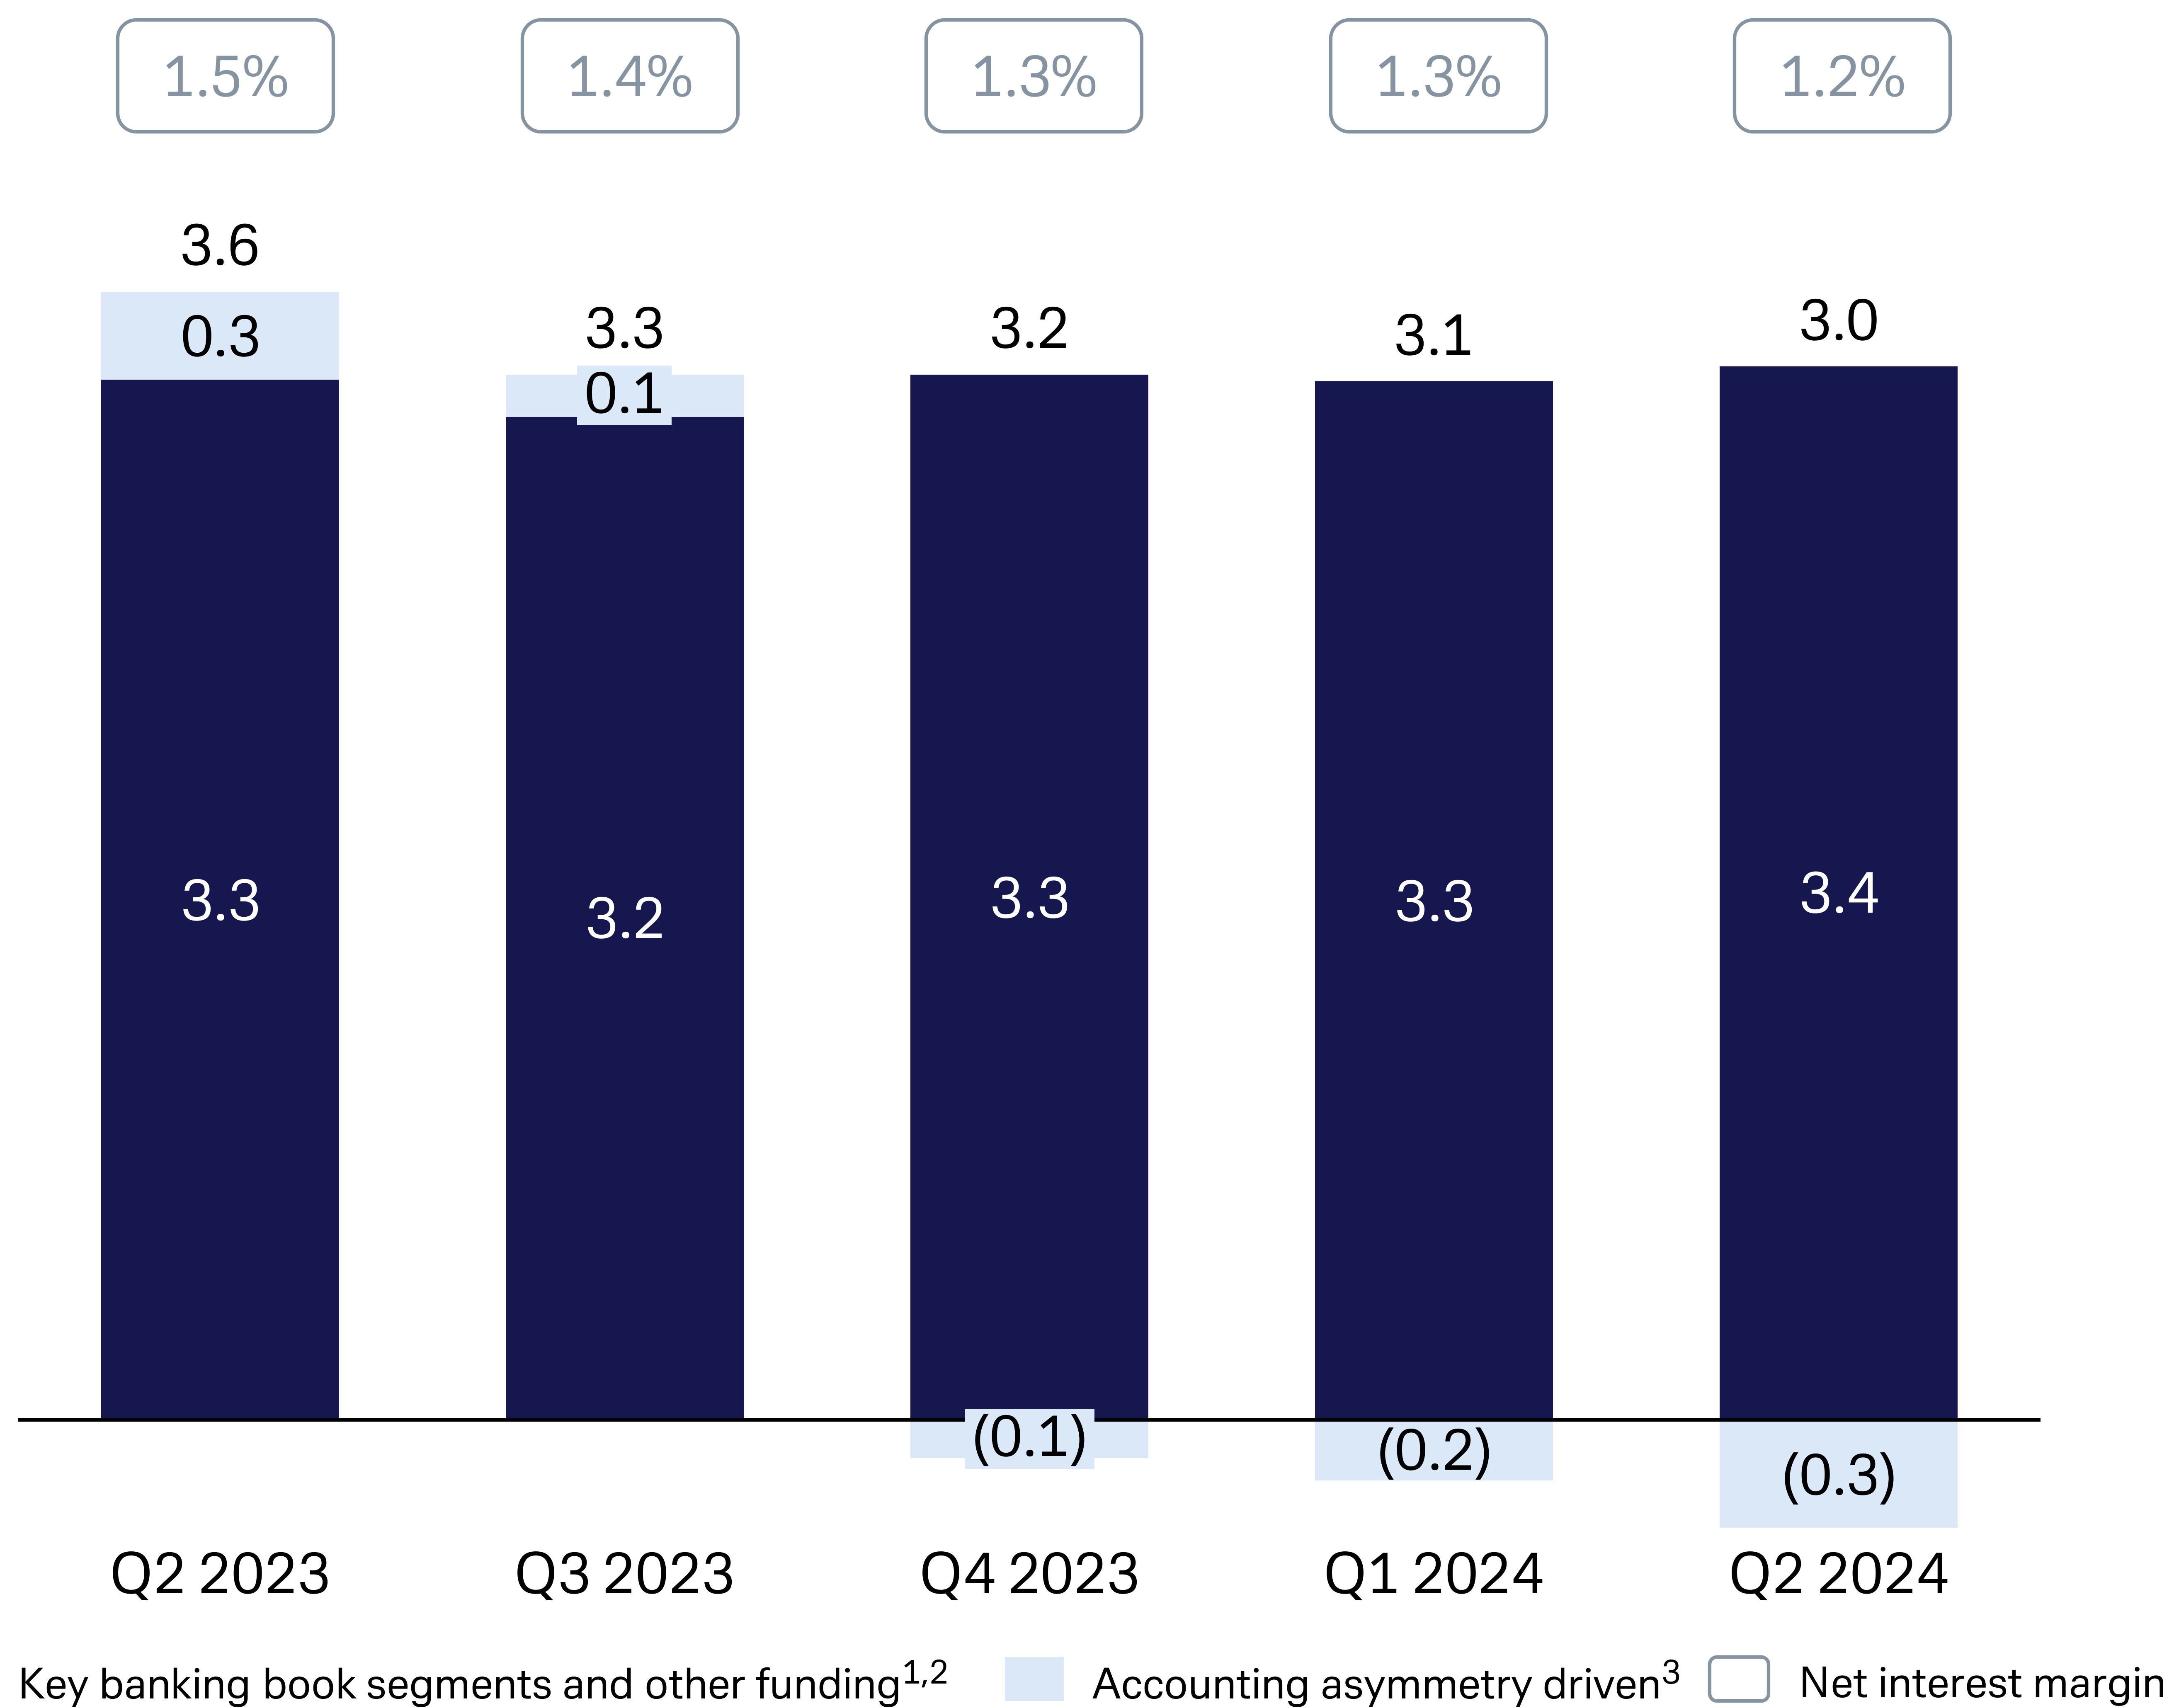 1.5% 1.4% 1.3% 1.3% 1.2%
3.6 3.3 3.2 3.1 3.0
0.3 0.1
3.3 3.2 3.3 3.3 3.4
(0.1) (0.2) (0.3)
Q2 2023 Q3 2023 Q4 2023 Q1 2024 Q2 2024
Key banking book segments and other funding1,2 Accounting asymmetry driven3 Net interest margin